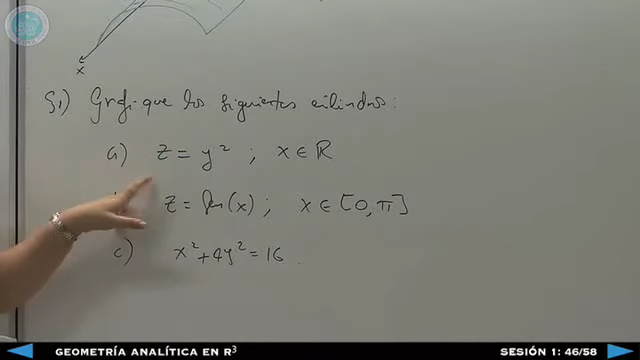 x
S1) Grafique los siguientes cilindros:
a) z = y² ; x ∈ ℝ
z = Sen(x) ; x ∈ [0, π]
c) x² + 4y² = 16
GEOMETRÍA ANALÍTICA EN R³
SESIÓN 1: 46/58